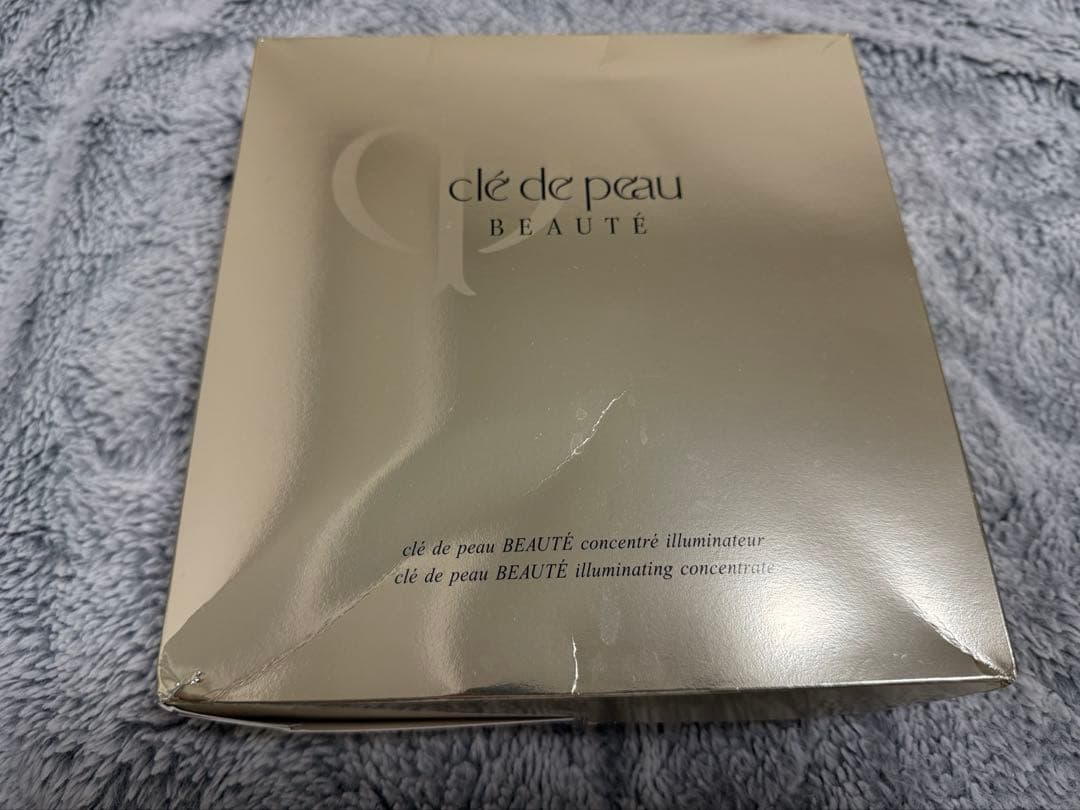 clé de peau
BEAUTÉ
clé de peau BEAUTÉ concentré illuminateur
clé de peau BEAUTÉ illuminating concentrate